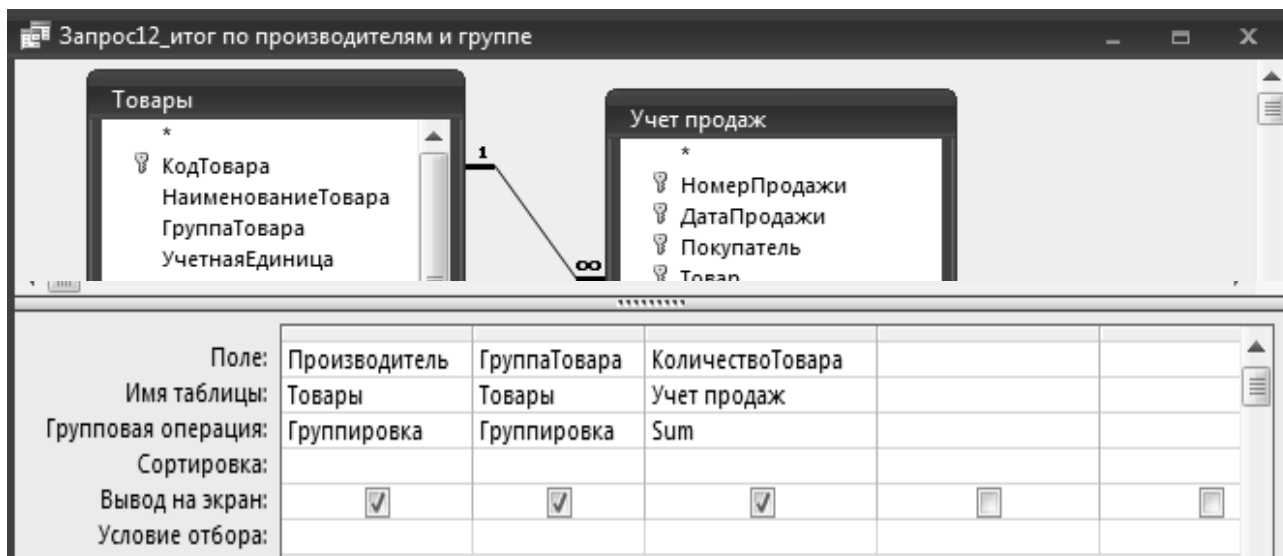 Запрос12_итог по производителям и группе
Товары
*
КодТовара
НаименованиеТовара
ГруппаТовара
УчетнаяЕдиница
1
∞
Учет продаж
*
НомерПродажи
ДатаПродажи
Покупатель
Товар
Поле: Производитель ГруппаТовара КоличествоТовара
Имя таблицы: Товары Товары Учет продаж
Групповая операция: Группировка Группировка Sum
Сортировка:
Вывод на экран:
Условие отбора: